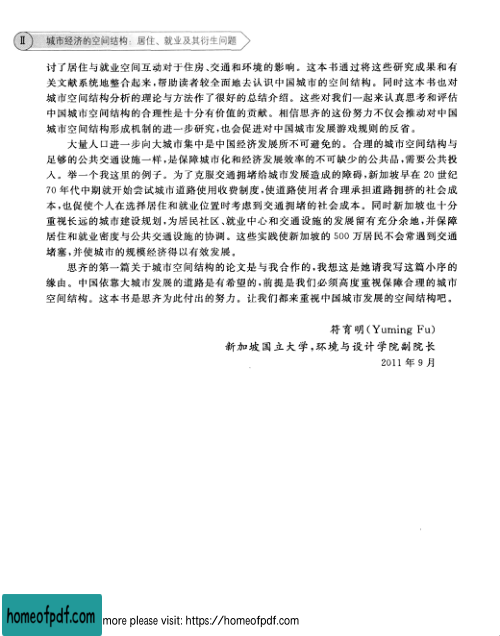 II 城市经济的空间结构：居住、就业及其衍生问题
讨了居住与就业空间互动对于住房、交通和环境的影响。这本书通过将这些研究成果和有
关文献系统地整合起来，帮助读者较全面地去认识中国城市的空间结构。同时这本书也对
城市空间结构分析的理论与方法作了很好的总结介绍。这些对我们一起来认真思考和评估
中国城市空间结构的合理性是十分有价值的贡献。相信思齐的这份努力不仅会推动对中国
城市空间结构形成机制的进一步研究，也会促进对中国城市发展游戏规则的反省。
大量人口进一步向大城市集中是中国经济发展所不可避免的。合理的城市空间结构与
足够的公共交通设施一样，是保障城市化和经济发展效率的不可缺少的公共品，需要公共投
入。举一个我这里的例子。为了克服交通拥堵给城市发展造成的障碍，新加坡早在 20 世纪
70 年代中期就开始尝试城市道路使用收费制度，使道路使用者合理承担道路拥挤的社会成
本，也促使个人在选择居住和就业位置时考虑到交通拥堵的社会成本。同时新加坡也十分
重视长远的城市建设规划，为居民社区、就业中心和交通设施的发展留有充分余地，并保障
居住和就业密度与公共交通设施的协调。这些实践使新加坡的 500 万居民不会常遇到交通
堵塞，并使城市的规模经济得以有效发展。
思齐的第一篇关于城市空间结构的论文是与我合作的，我想这是她请我写这篇小序的
缘由。中国依靠大城市发展的道路是有希望的，前提是我们必须高度重视保障合理的城市
空间结构。这本书是思齐为此付出的努力。让我们都来重视中国城市发展的空间结构吧。
符育明(Yuming Fu)
新加坡国立大学，环境与设计学院副院长
2011 年 9 月
homeofpdf.com more please visit: https://homeofpdf.com